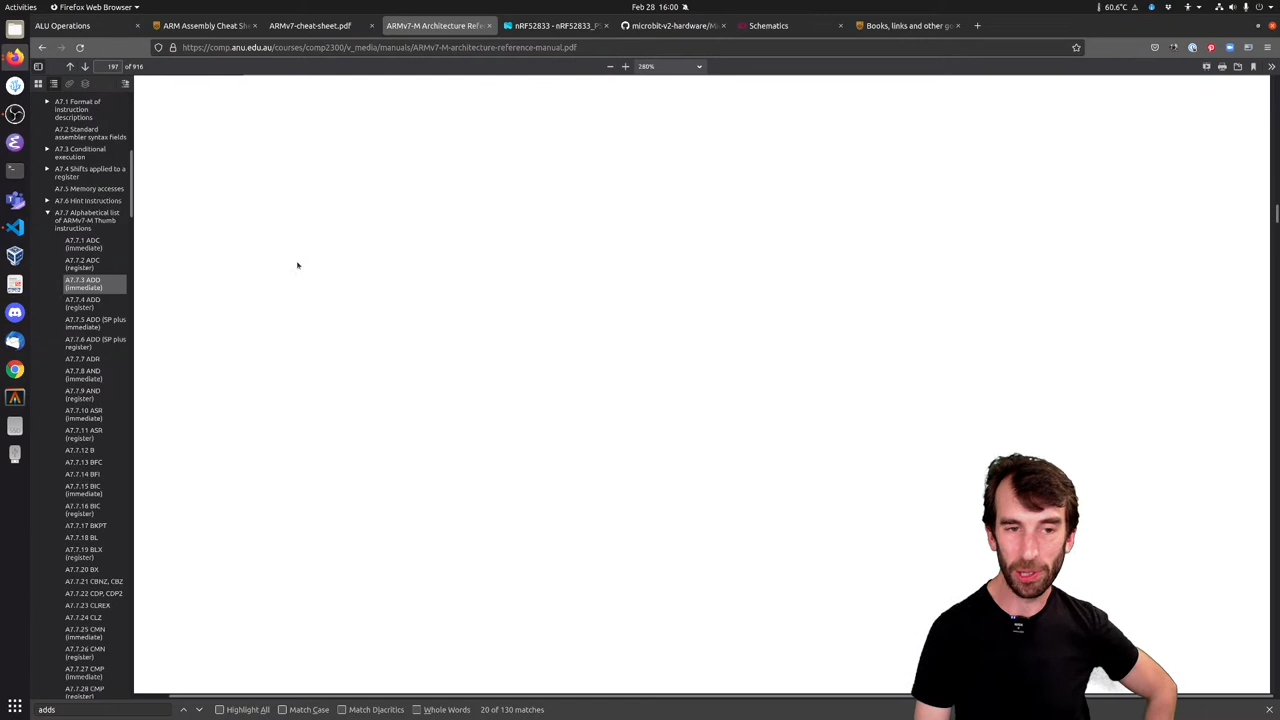 Activities
Firefox Web Browser
Feb 28 16:00
60.6°C
ALU Operations
ARM Assembly Cheat She
ARMv7-cheat-sheet.pdf
ARMv7-M Architecture Refe
nRF52833 - nRF52833_PS
microbit-v2-hardware/Mi
Schematics
Books, links and other go
https://comp.anu.edu.au/courses/comp2300/v_media/manuals/ARMv7-M-architecture-reference-manual.pdf
197 of 916
280%
A7.1 Format of
instruction
descriptions
A7.2 Standard
assembler syntax fields
A7.3 Conditional
execution
A7.4 Shifts applied to a
register
A7.5 Memory accesses
A7.6 Hint Instructions
A7.7 Alphabetical list
of ARMv7-M Thumb
instructions
A7.7.1 ADC
(immediate)
A7.7.2 ADC
(register)
A7.7.3 ADD
(immediate)
A7.7.4 ADD
(register)
A7.7.5 ADD (SP plus
immediate)
A7.7.6 ADD (SP plus
register)
A7.7.7 ADR
A7.7.8 AND
(immediate)
A7.7.9 AND
(register)
A7.7.10 ASR
(immediate)
A7.7.11 ASR
(register)
A7.7.12 B
A7.7.13 BFC
A7.7.14 BFI
A7.7.15 BIC
(immediate)
A7.7.16 BIC
(register)
A7.7.17 BKPT
A7.7.18 BL
A7.7.19 BLX
(register)
A7.7.20 BX
A7.7.21 CBNZ, CBZ
A7.7.22 CDP, CDP2
A7.7.23 CLREX
A7.7.24 CLZ
A7.7.25 CMN
(immediate)
A7.7.26 CMN
(register)
A7.7.27 CMP
(immediate)
A7.7.28 CMP
(register)
adds
Highlight All
Match Case
Match Diacritics
Whole Words
20 of 130 matches